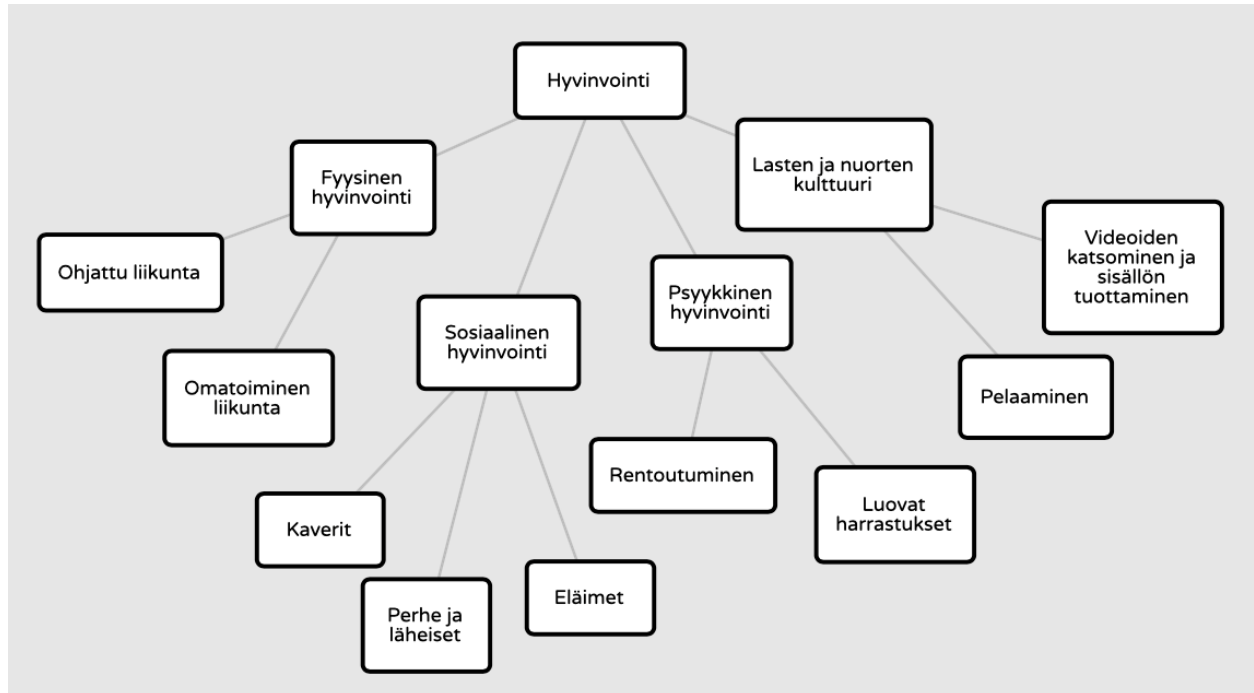 Hyvinvointi
Fyysinen
hyvinvointi
Ohjattu liikunta
Omatoiminen
liikunta
Sosiaalinen
hyvinvointi
Kaverit
Perhe ja
läheiset
Eläimet
Psyykkinen
hyvinvointi
Rentoutuminen
Luovat
harrastukset
Lasten ja nuorten
kulttuuri
Pelaaminen
Videoiden
katsominen ja
sisällön
tuottaminen